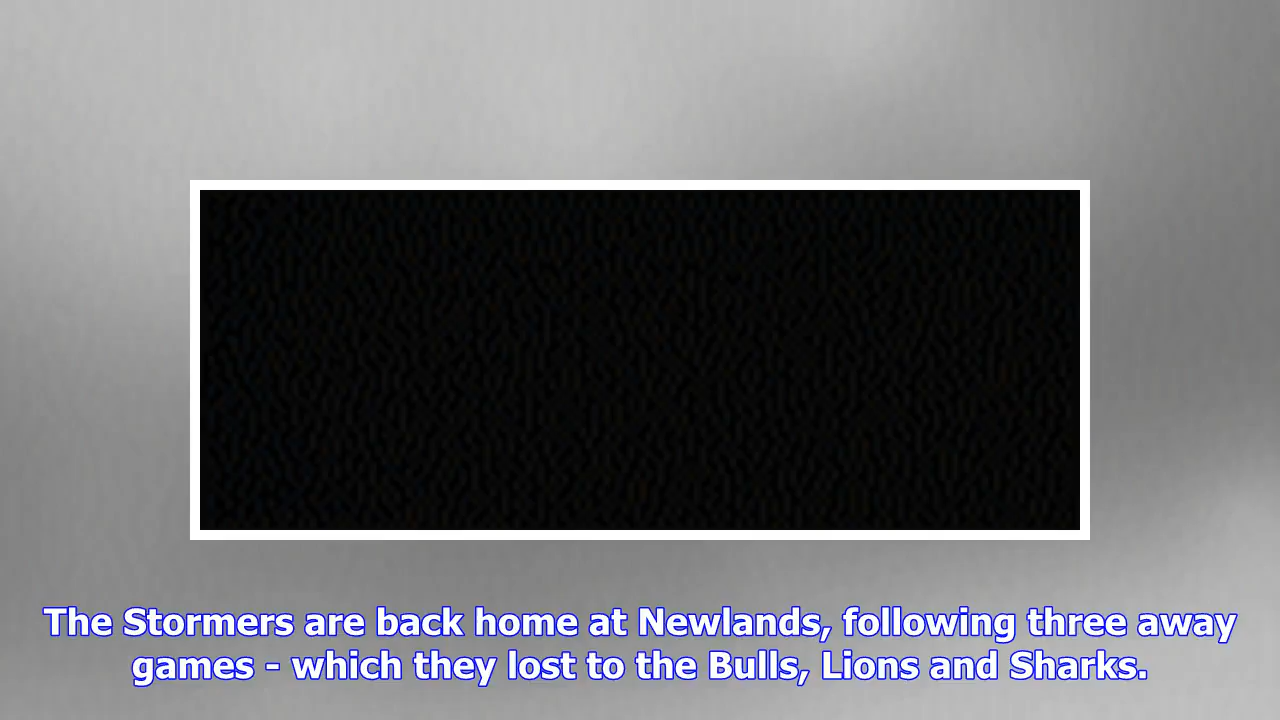 The Stormers are back home at Newlands, following three away
games - which they lost to the Bulls, Lions and Sharks.